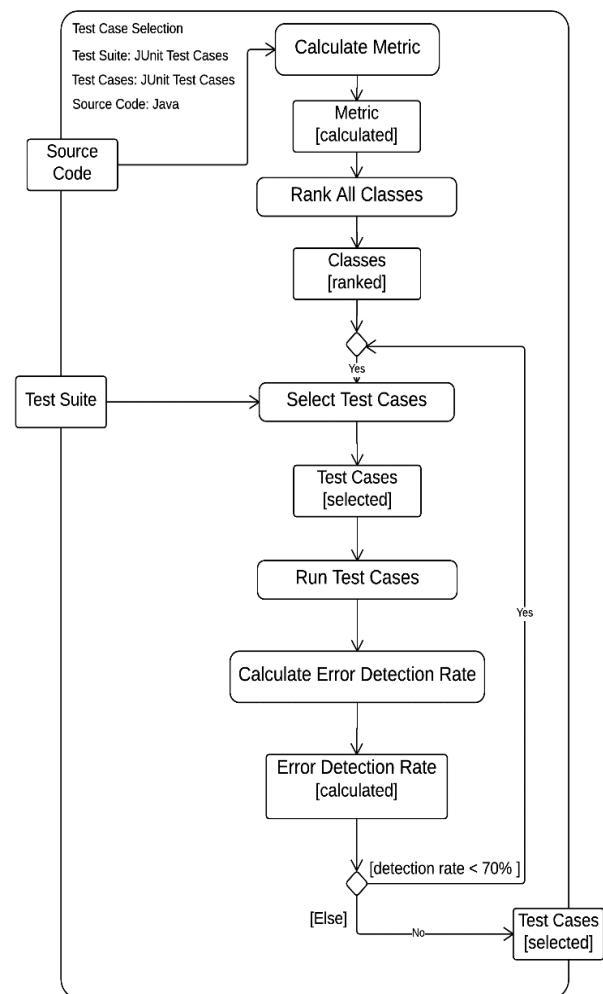 Test Case Selection
Test Suite: JUnit Test Cases
Test Cases: JUnit Test Cases
Source Code: Java
Calculate Metric
Source
Code
Metric
[calculated]
Rank All Classes
Classes
[ranked]
Yes
Test Suite
Select Test Cases
Test Cases
[selected]
Run Test Cases
Yes
Calculate Error Detection Rate
Error Detection Rate
[calculated]
[detection rate < 70% ]
[Else]
No
Test Cases
[selected]